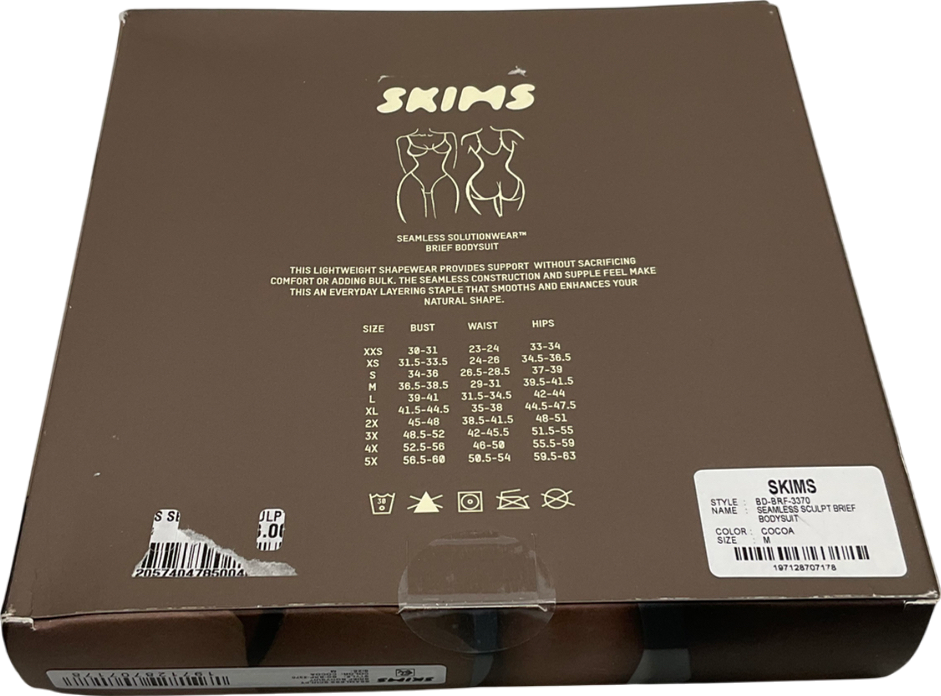 SKIMS
SEAMLESS SOLUTIONWEAR™
BRIEF BODYSUIT
THIS LIGHTWEIGHT SHAPEWEAR PROVIDES SUPPORT WITHOUT SACRIFICING
COMFORT OR ADDING BULK. THE SEAMLESS CONSTRUCTION AND SUPPLE FEEL MAKE
THIS AN EVERYDAY LAYERING STAPLE THAT SMOOTHS AND ENHANCES YOUR
NATURAL SHAPE.
SIZE BUST WAIST HIPS
XXS 30-31 23-24 33-34
XS 31.5-33.5 24-26 34.5-36.5
S 34-36 26.5-28.5 37-39
M 36.5-38.5 29-31 39.5-41.5
L 39-41 31.5-34.5 42-44
XL 41.5-44.5 35-38 44.5-47.5
2X 45-48 38.5-41.5 48-51
3X 48.5-52 42-45.5 51.5-55
4X 52.5-56 46-50 55.5-59
5X 56.5-60 50.5-54 59.5-63
30
SKIMS
STYLE : BD-BRF-3370
NAME : SEAMLESS SCULPT BRIEF
BODYSUIT
COLOR : COCOA
SIZE : M
197128707178
2057404765004
SKIMS